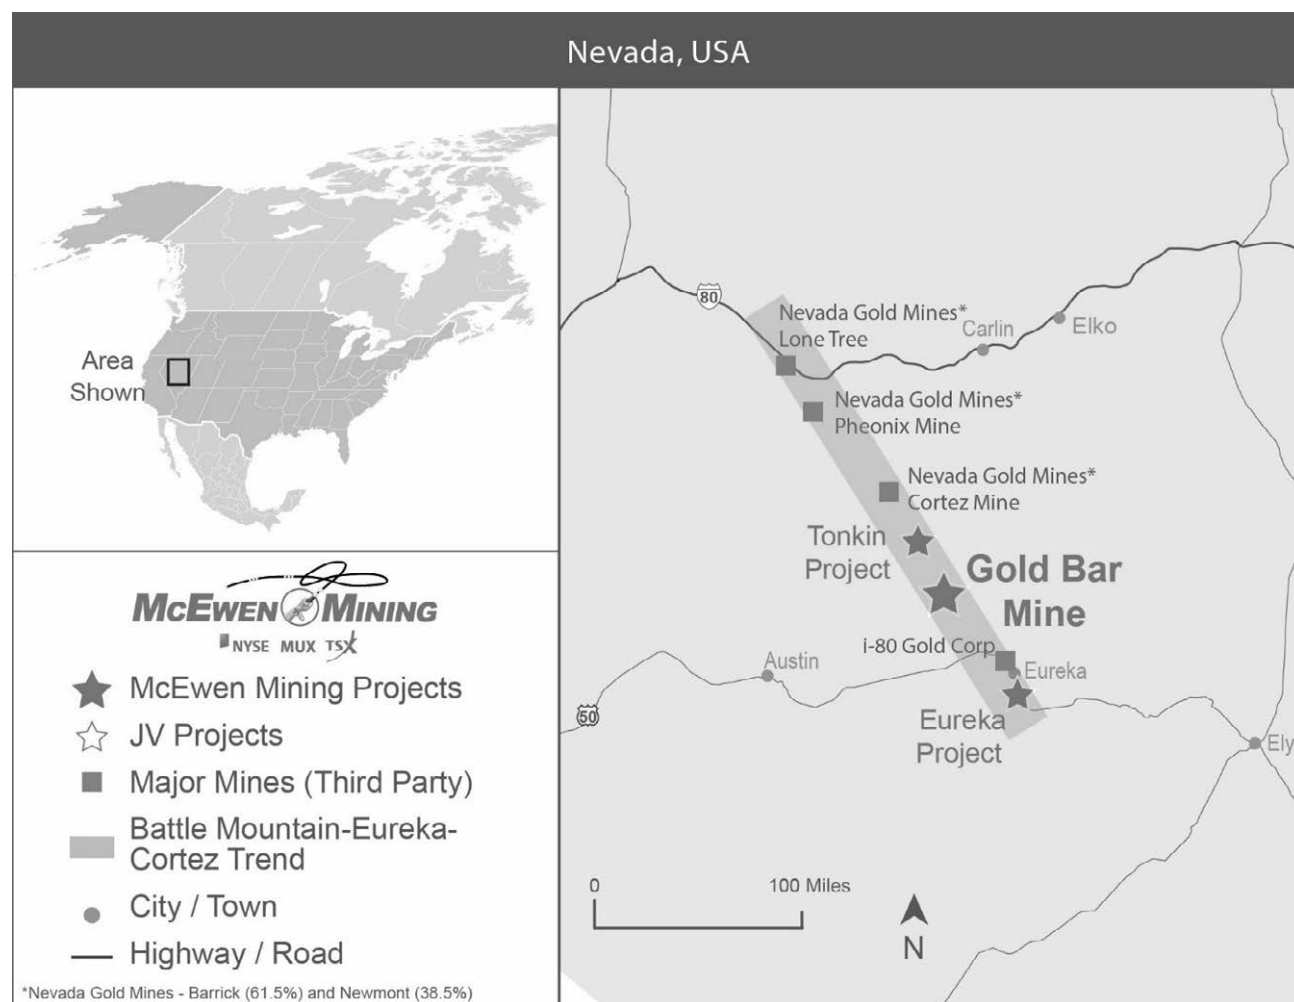 Nevada, USA
Area
Shown
McEWEN MINING
NYSE MUX TSX
McEwen Mining Projects
JV Projects
Major Mines (Third Party)
Battle Mountain-Eureka-
Cortez Trend
City / Town
Highway / Road
*Nevada Gold Mines - Barrick (61.5%) and Newmont (38.5%)
80
Nevada Gold Mines*
Lone Tree
Carlin
Elko
Nevada Gold Mines*
Pheonix Mine
Nevada Gold Mines*
Cortez Mine
Tonkin
Project
Gold Bar
Mine
i-80 Gold Corp
Austin
Eureka
50
Eureka
Project
Ely
0
100 Miles
N